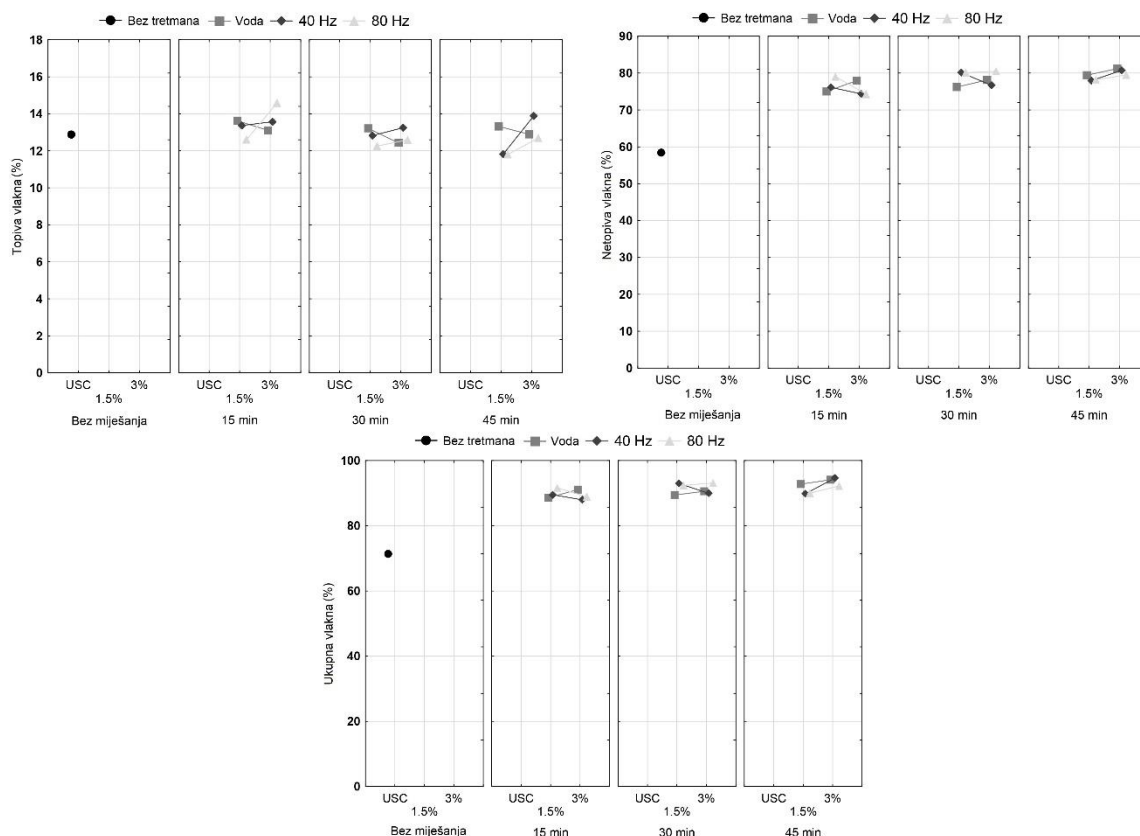 Bez tretmana Voda 40 Hz 80 Hz
18
16
14
12
10
8
6
4
2
0
Topiva vlakna (%)
USC 3%
1.5%
Bez miješanja
USC 3%
1.5%
15 min
USC 3%
1.5%
30 min
USC 3%
1.5%
45 min
Bez tretmana Voda 40 Hz 80 Hz
90
80
70
60
50
40
30
20
10
0
Netopiva vlakna (%)
USC 3%
1.5%
Bez miješanja
USC 3%
1.5%
15 min
USC 3%
1.5%
30 min
USC 3%
1.5%
45 min
Bez tretmana Voda 40 Hz 80 Hz
100
80
60
40
20
0
Ukupna vlakna (%)
USC 3%
1.5%
Bez miješanja
USC 3%
1.5%
15 min
USC 3%
1.5%
30 min
USC 3%
1.5%
45 min